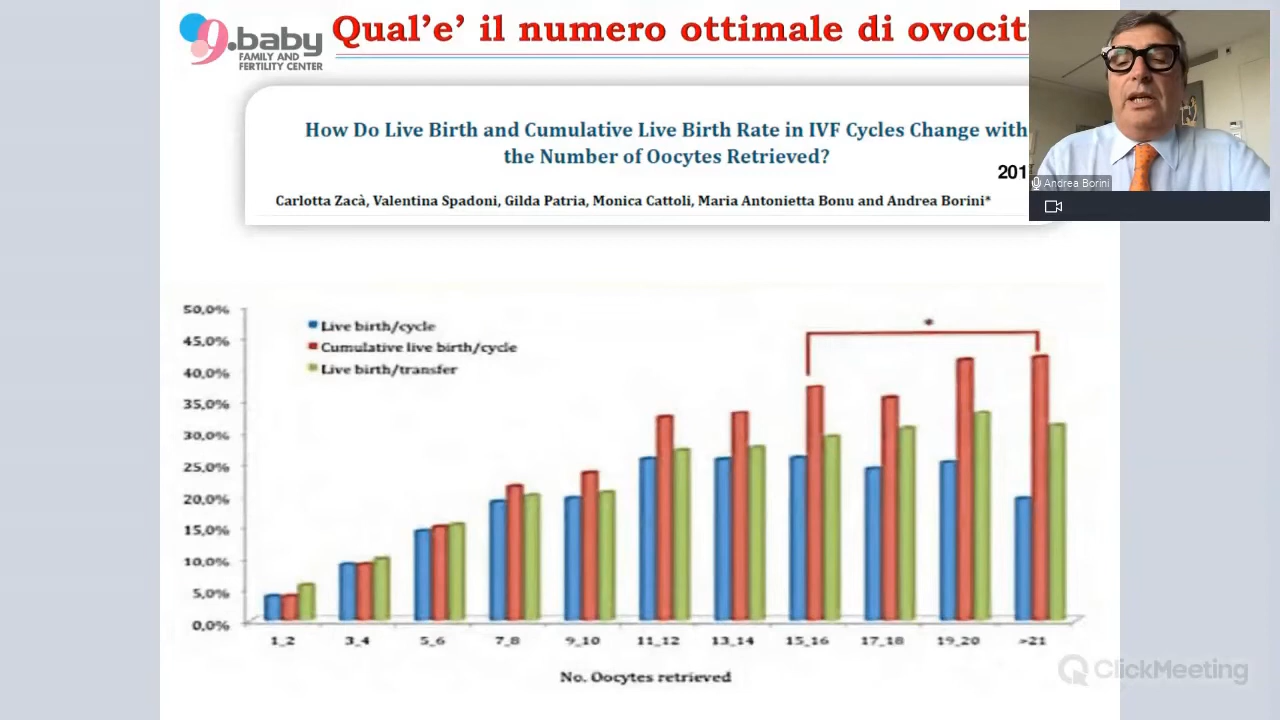 9.baby
FAMILY AND
FERTILITY CENTER
Qual'e' il numero ottimale di ovociti
How Do Live Birth and Cumulative Live Birth Rate in IVF Cycles Change with
the Number of Oocytes Retrieved?
201
Carlotta Zacà, Valentina Spadoni, Gilda Patria, Monica Cattoli, Maria Antonietta Bonu and Andrea Borini*
Andrea Borini
50,0%
45,0%
40,0%
35,0%
30,0%
25,0%
20,0%
15,0%
10,0%
5,0%
0,0%
Live birth/cycle
Cumulative live birth/cycle
Live birth/transfer
*
1_2 3_4 5_6 7_8 9_10 11_12 13_14 15_16 17_18 19_20 >21
No. Oocytes retrieved
ClickMeeting